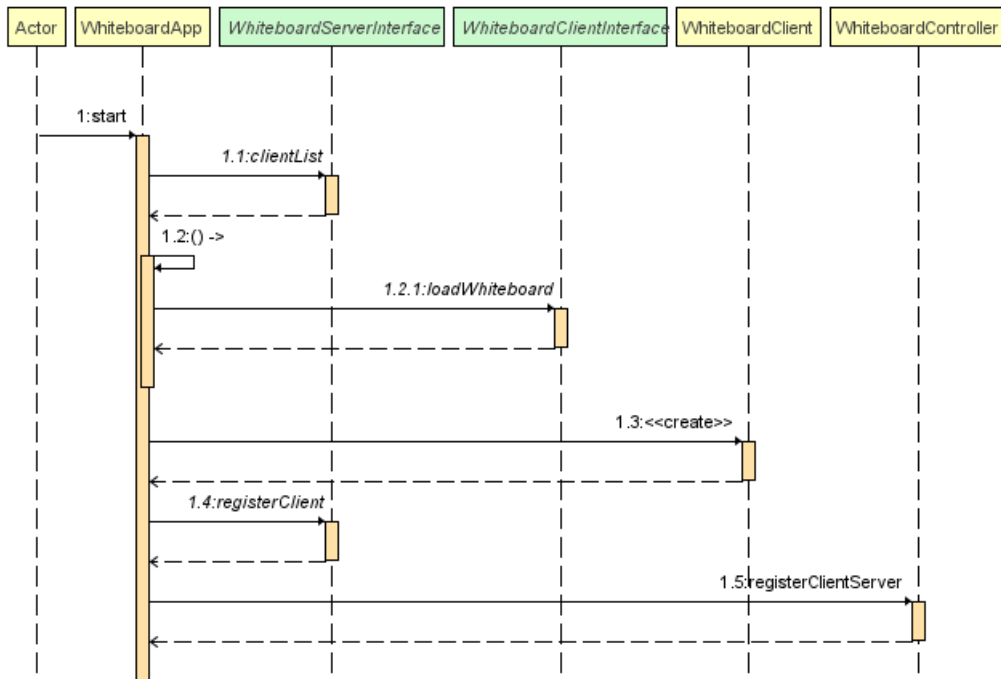 Actor
WhiteboardApp
WhiteboardServerInterface
WhiteboardClientInterface
WhiteboardClient
WhiteboardController
1:start
1.1:clientList
1.2:() ->
1.2.1:loadWhiteboard
1.3:<<create>>
1.4:registerClient
1.5:registerClientServer